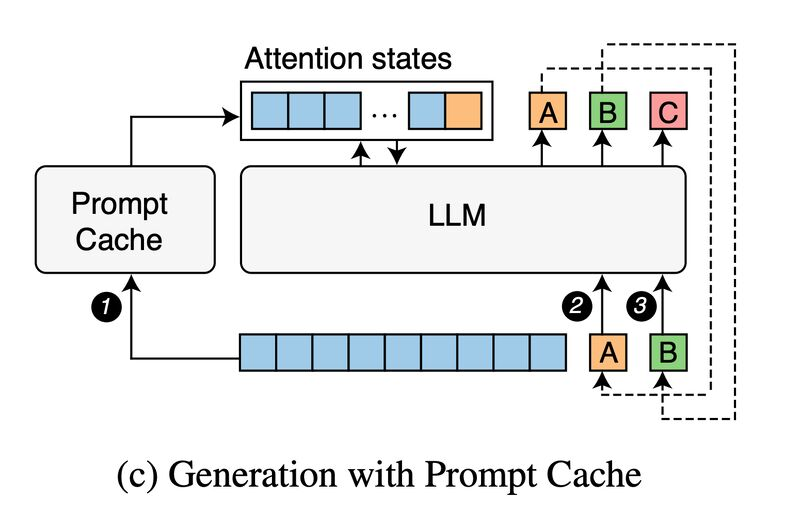 Attention states
...
A B C
Prompt
Cache
LLM
1
2 3
A B
(c) Generation with Prompt Cache